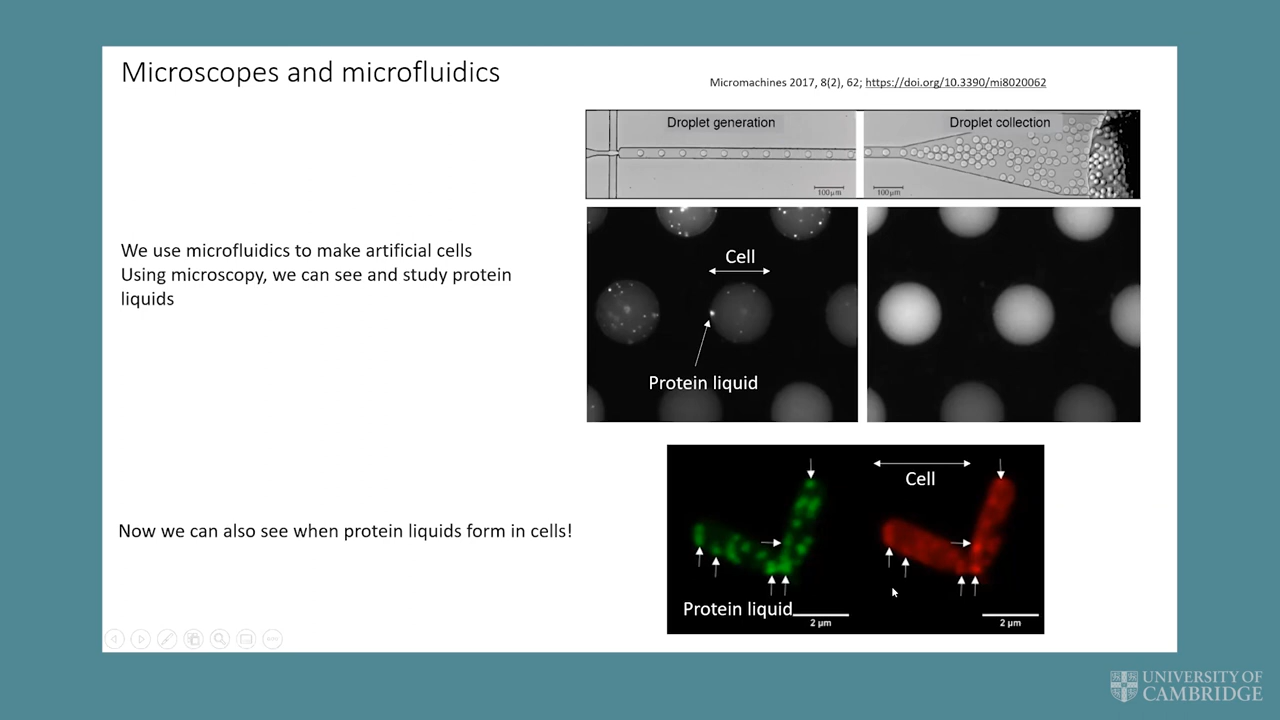 Microscopes and microfluidics
Micromachines 2017, 8(2), 62; https://doi.org/10.3390/mi8020062
Droplet generation
Droplet collection
100μm
100μm
We use microfluidics to make artificial cells
Using microscopy, we can see and study protein
liquids
Cell
Protein liquid
Now we can also see when protein liquids form in cells!
Cell
Protein liquid
2 μm
2 μm
UNIVERSITY OF
CAMBRIDGE